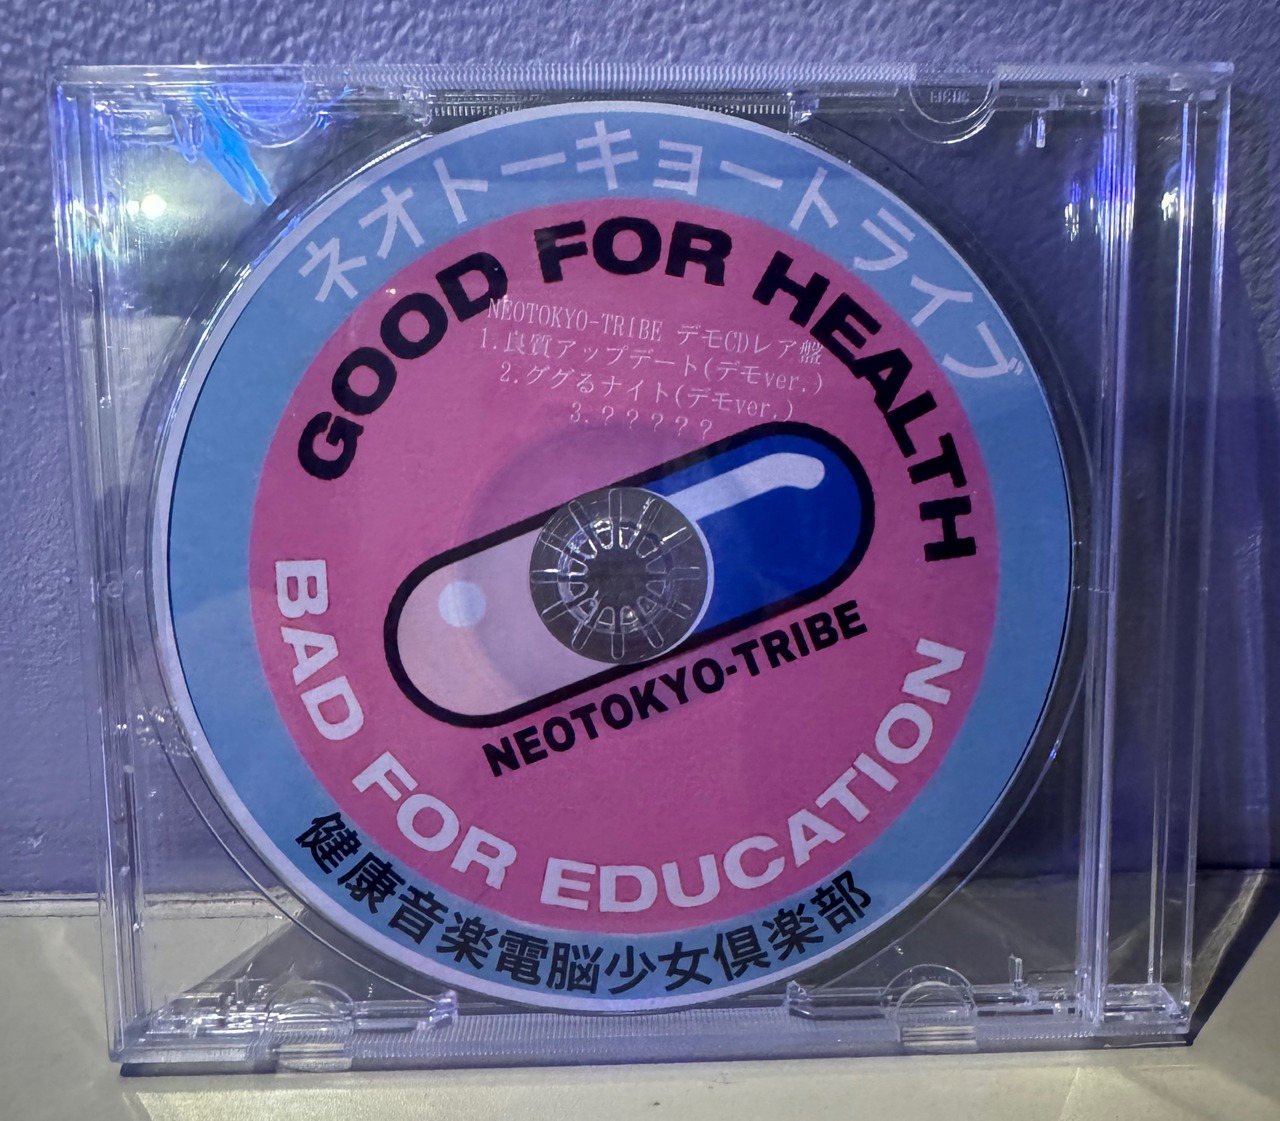 ネオトーキョートライブ
GOOD FOR HEALTH
NEOTOKYO-TRIBE デモCDレア盤
1.良質アップデート(デモver.)
2.ググるナイト(デモver.)
3.?????
NEOTOKYO-TRIBE
BAD FOR EDUCATION
健康音楽電脳少女倶楽部